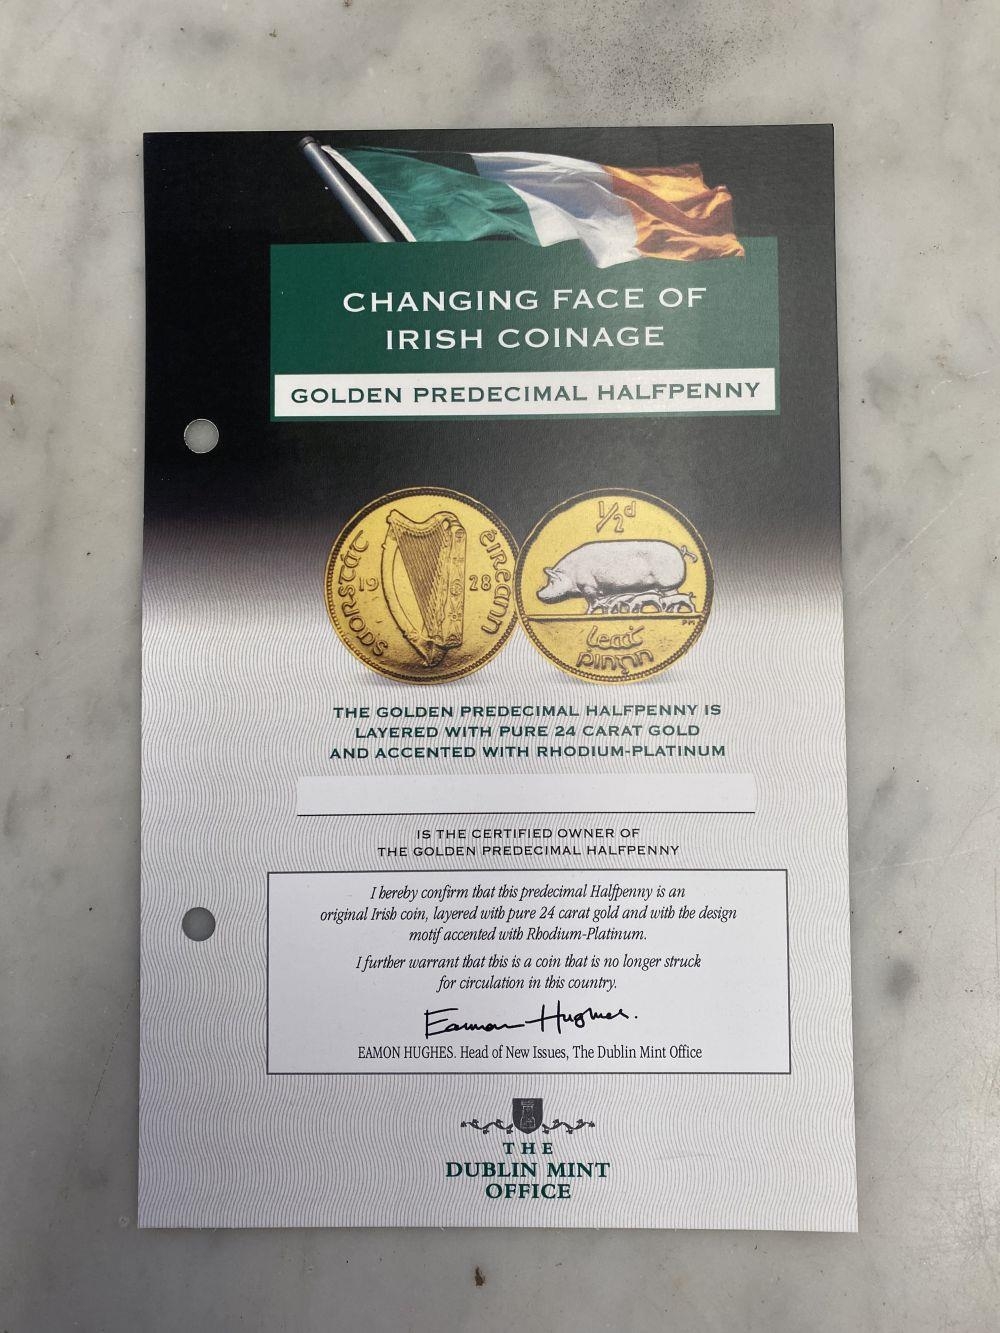 CHANGING FACE OF
IRISH COINAGE
GOLDEN PREDECIMAL HALFPENNY
saorstát
éireann
19 28
½d
PM
leat
pinginn
THE GOLDEN PREDECIMAL HALFPENNY IS
LAYERED WITH PURE 24 CARAT GOLD
AND ACCENTED WITH RHODIUM-PLATINUM
IS THE CERTIFIED OWNER OF
THE GOLDEN PREDECIMAL HALFPENNY
I hereby confirm that this predecimal Halfpenny is an
original Irish coin, layered with pure 24 carat gold and with the design
motif accented with Rhodium-Platinum.
I further warrant that this is a coin that is no longer struck
for circulation in this country.
Eamon Hughes.
EAMON HUGHES. Head of New Issues, The Dublin Mint Office
THE
DUBLIN MINT
OFFICE